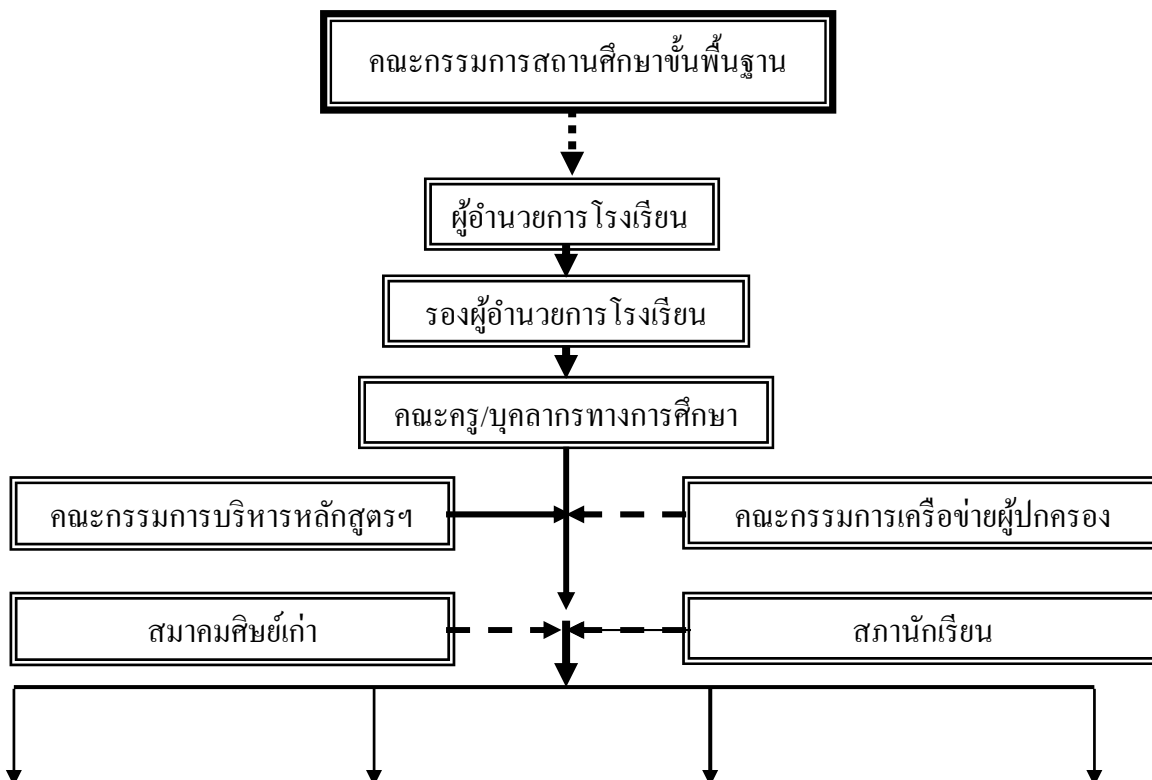 คณะกรรมการสถานศึกษาขั้นพื้นฐาน
ผู้อำนวยการโรงเรียน
รองผู้อำนวยการโรงเรียน
คณะครู/บุคลากรทางการศึกษา
คณะกรรมการบริหารหลักสูตรฯ
คณะกรรมการเครือข่ายผู้ปกครอง
สมาคมศิษย์เก่า
สภานักเรียน